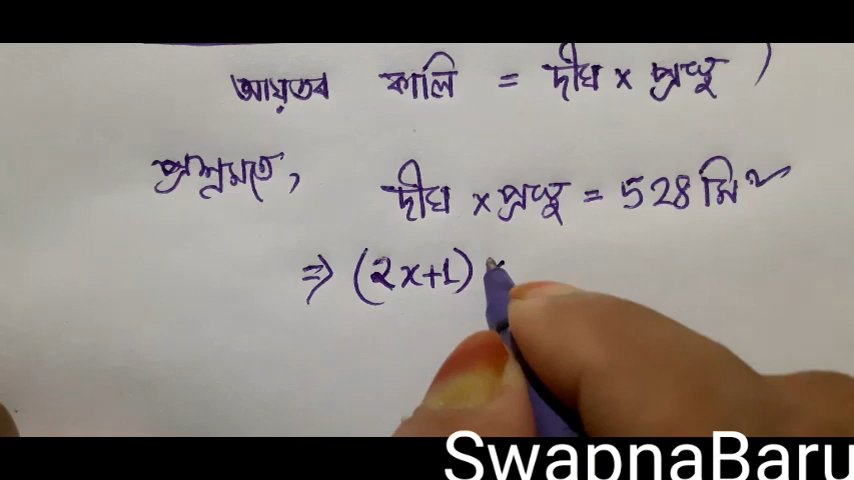 আয়তৰ কালি = দীঘ × প্ৰস্থ )
প্ৰশ্নমতে, দীঘ × প্ৰস্থ = 528 মি²
⇒ (2x+1)
SwapnaBaru